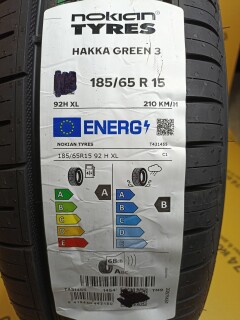 nokian
TYRES
HAKKA GREEN 3
185/65 R 15
92H XL 210 KM/H
ENERG
NOKIAN TYRES
185/65R15 92 H XL C1
A A
B B
C C
D D
E E
A
B
68